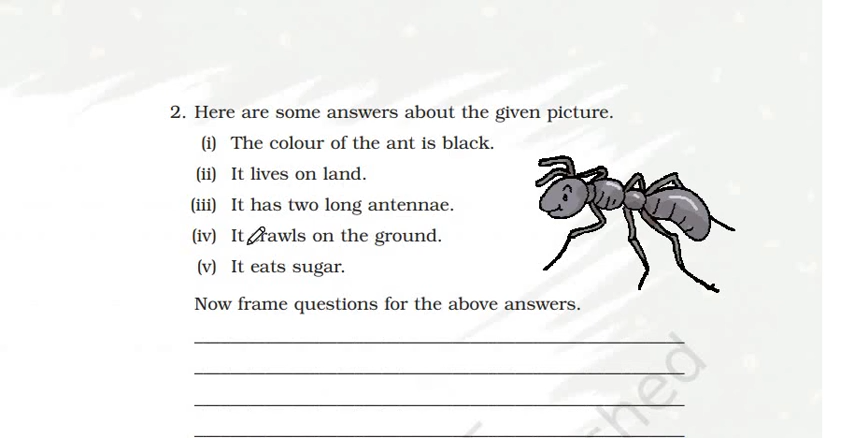 2. Here are some answers about the given picture.
(i) The colour of the ant is black.
(ii) It lives on land.
(iii) It has two long antennae.
(iv) It crawls on the ground.
(v) It eats sugar.
Now frame questions for the above answers.